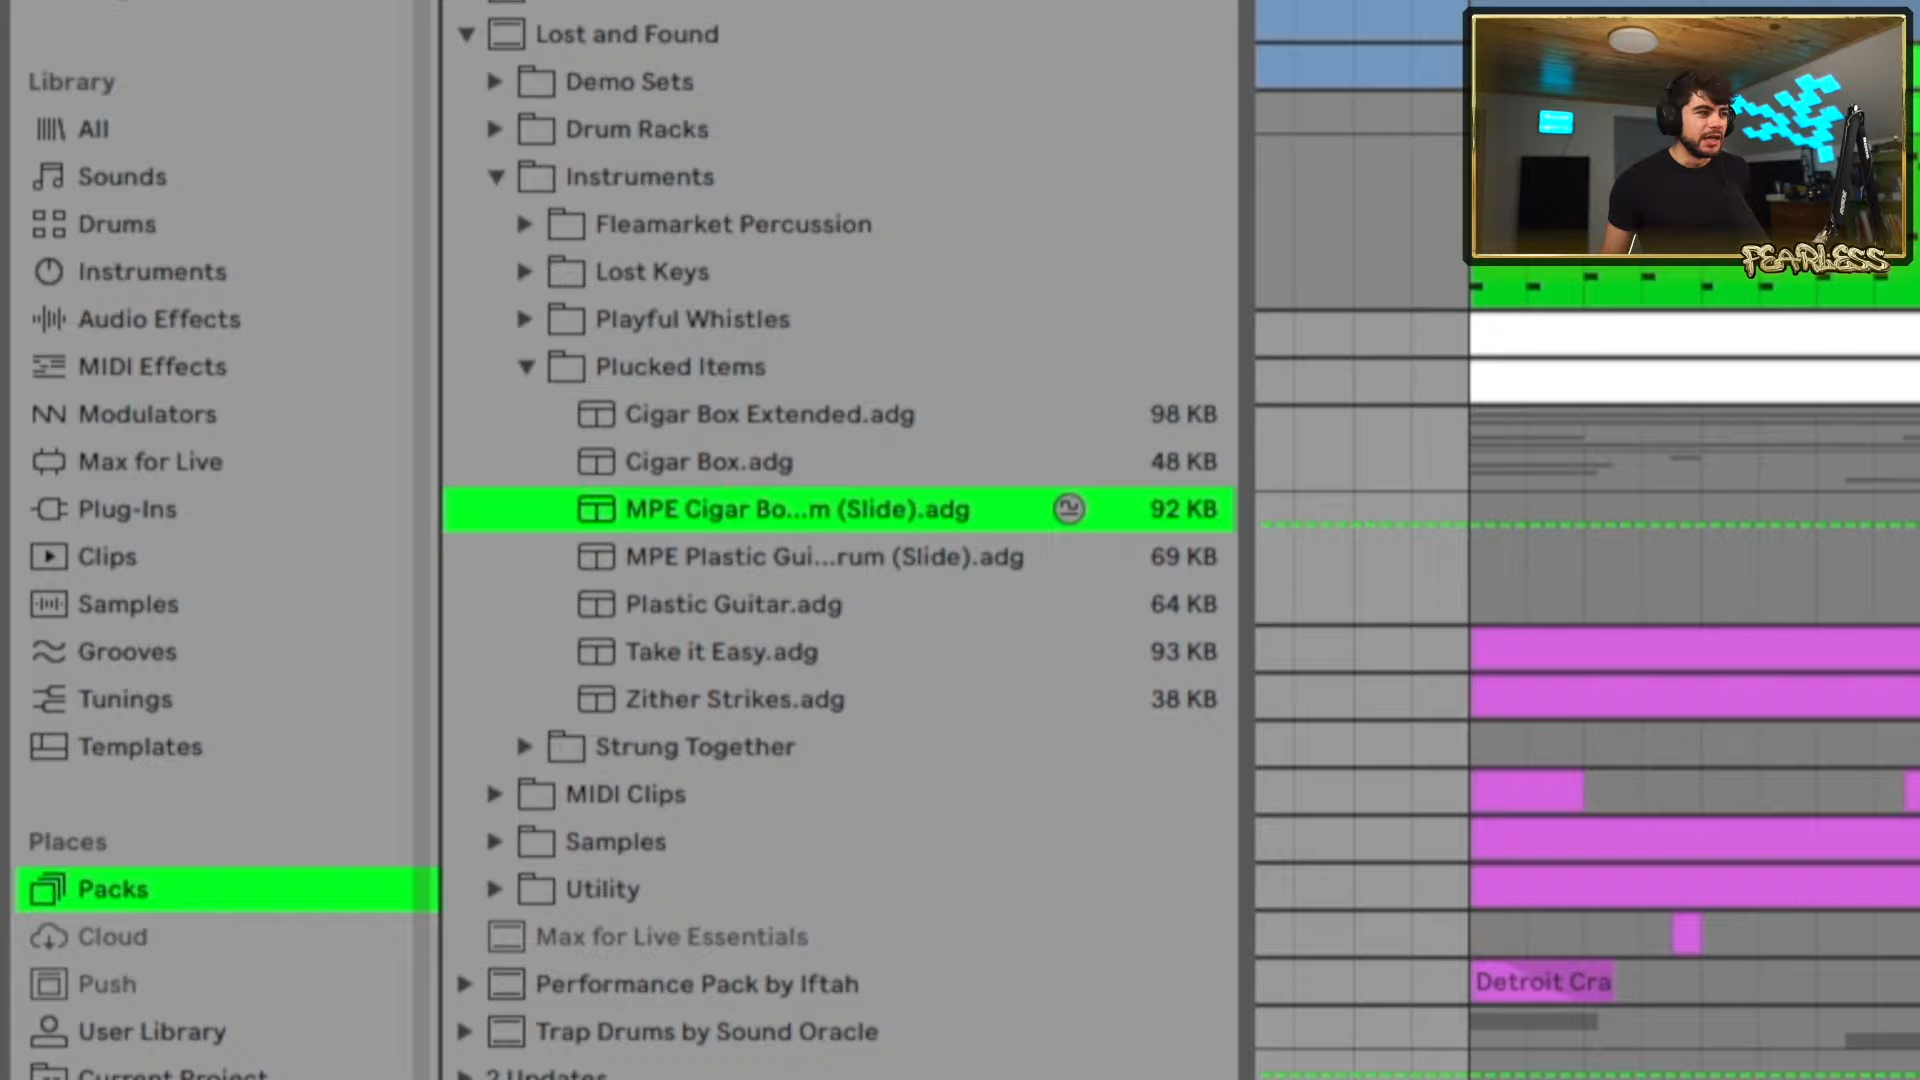 Library
All
Sounds
Drums
Instruments
Audio Effects
MIDI Effects
Modulators
Max for Live
Plug-Ins
Clips
Samples
Grooves
Tunings
Templates
Places
Packs
Cloud
Push
User Library
Current Project
Lost and Found
Demo Sets
Drum Racks
Instruments
Fleamarket Percussion
Lost Keys
Playful Whistles
Plucked Items
Cigar Box Extended.adg 98 KB
Cigar Box.adg 48 KB
MPE Cigar Bo...m (Slide).adg 92 KB
MPE Plastic Gui...rum (Slide).adg 69 KB
Plastic Guitar.adg 64 KB
Take it Easy.adg 93 KB
Zither Strikes.adg 38 KB
Strung Together
MIDI Clips
Samples
Utility
Max for Live Essentials
Performance Pack by Iftah
Trap Drums by Sound Oracle
2 Updates
FEARLESS
RØDE
Detroit Cra